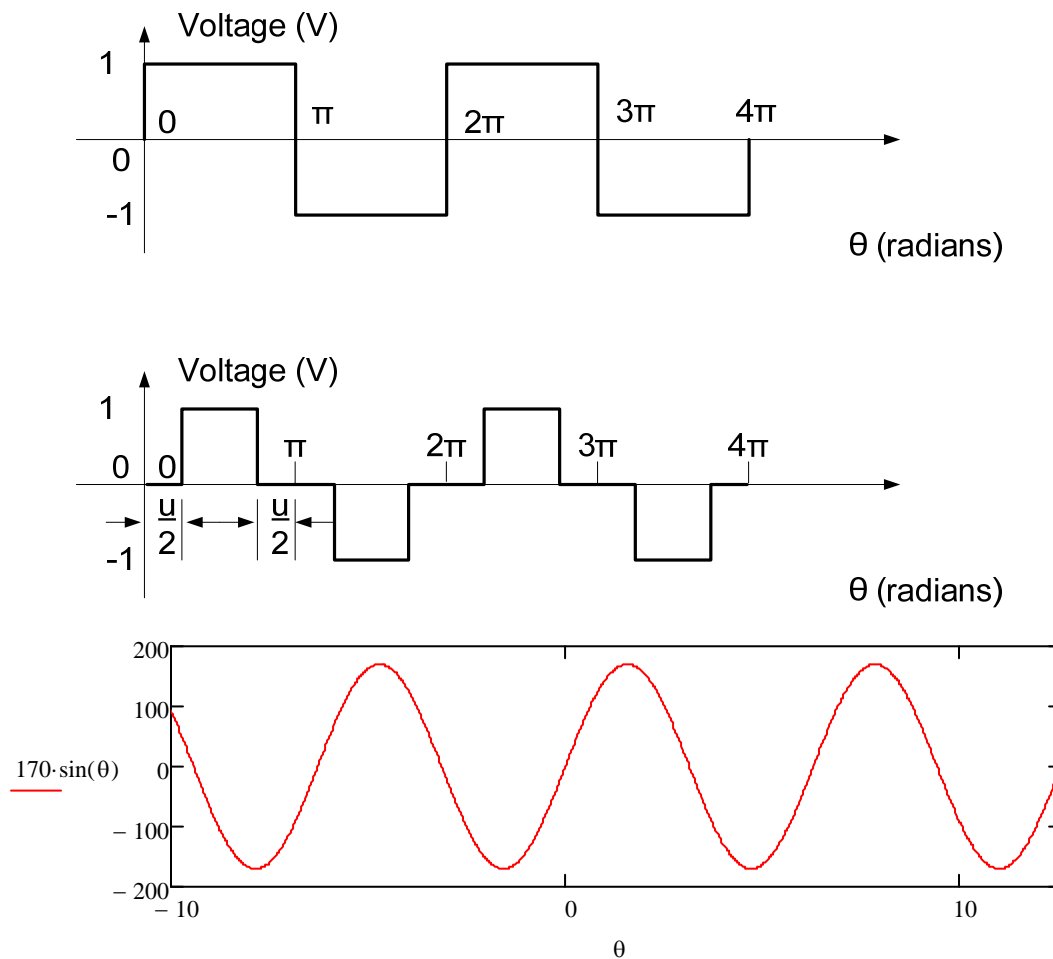 Voltage (V)
1
0 π 2π 3π 4π
0
-1
θ (radians)
Voltage (V)
1
π 2π 3π 4π
0 0
u/2 u/2
-1
θ (radians)
200
100
170·sin(θ) 0
– 100
– 200
– 10 0 10
θ